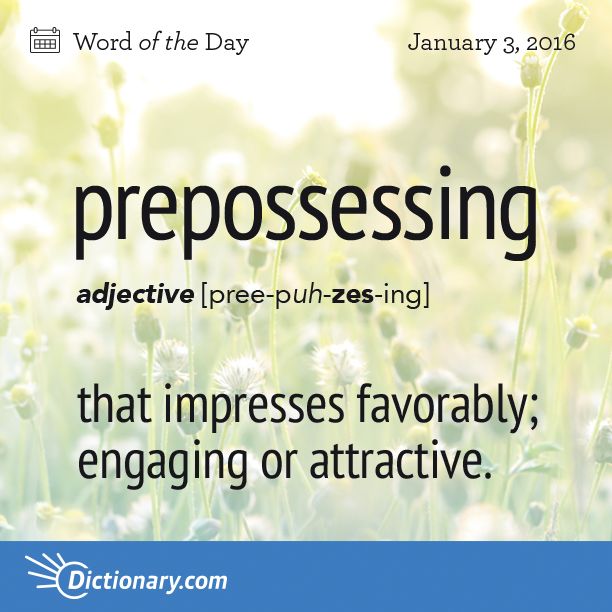 Word of the Day
January 3, 2016
prepossessing
adjective [pree-puh-zes-ing]
that impresses favorably;
engaging or attractive.
Dictionary.com